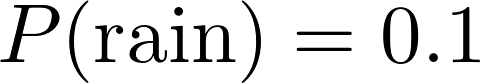 P(rain) = 0.1